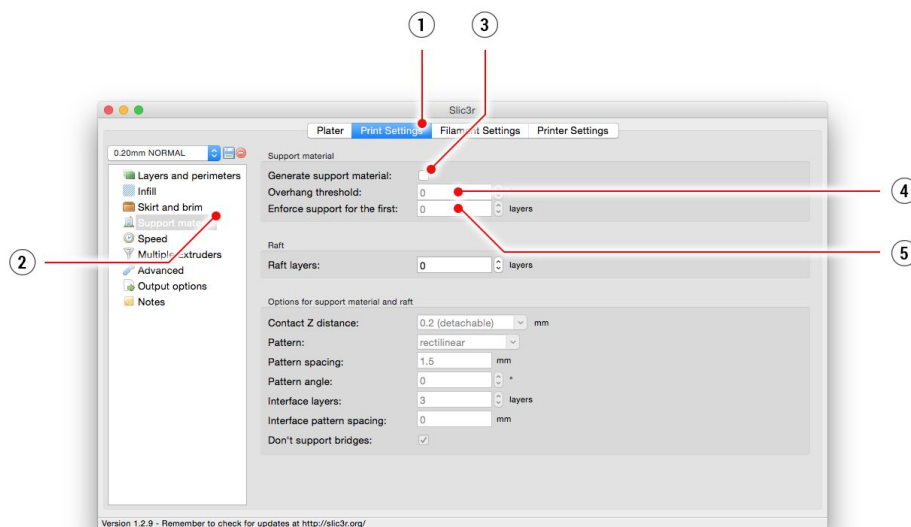 1
3
Slic3r
Plater Print Settings Filament Settings Printer Settings
0.20mm NORMAL
Layers and perimeters
Infill
Skirt and brim
Support material
Speed
Multiple Extruders
Advanced
Output options
Notes
2
Support material
Generate support material:
Overhang threshold: 0
4
Enforce support for the first: 0 layers
5
Raft
Raft layers: 0 layers
Options for support material and raft
Contact Z distance: 0.2 (detachable) mm
Pattern: rectilinear
Pattern spacing: 1.5 mm
Pattern angle: 0 °
Interface layers: 3 layers
Interface pattern spacing: 0 mm
Don't support bridges:
Version 1.2.9 - Remember to check for updates at http://slic3r.org/